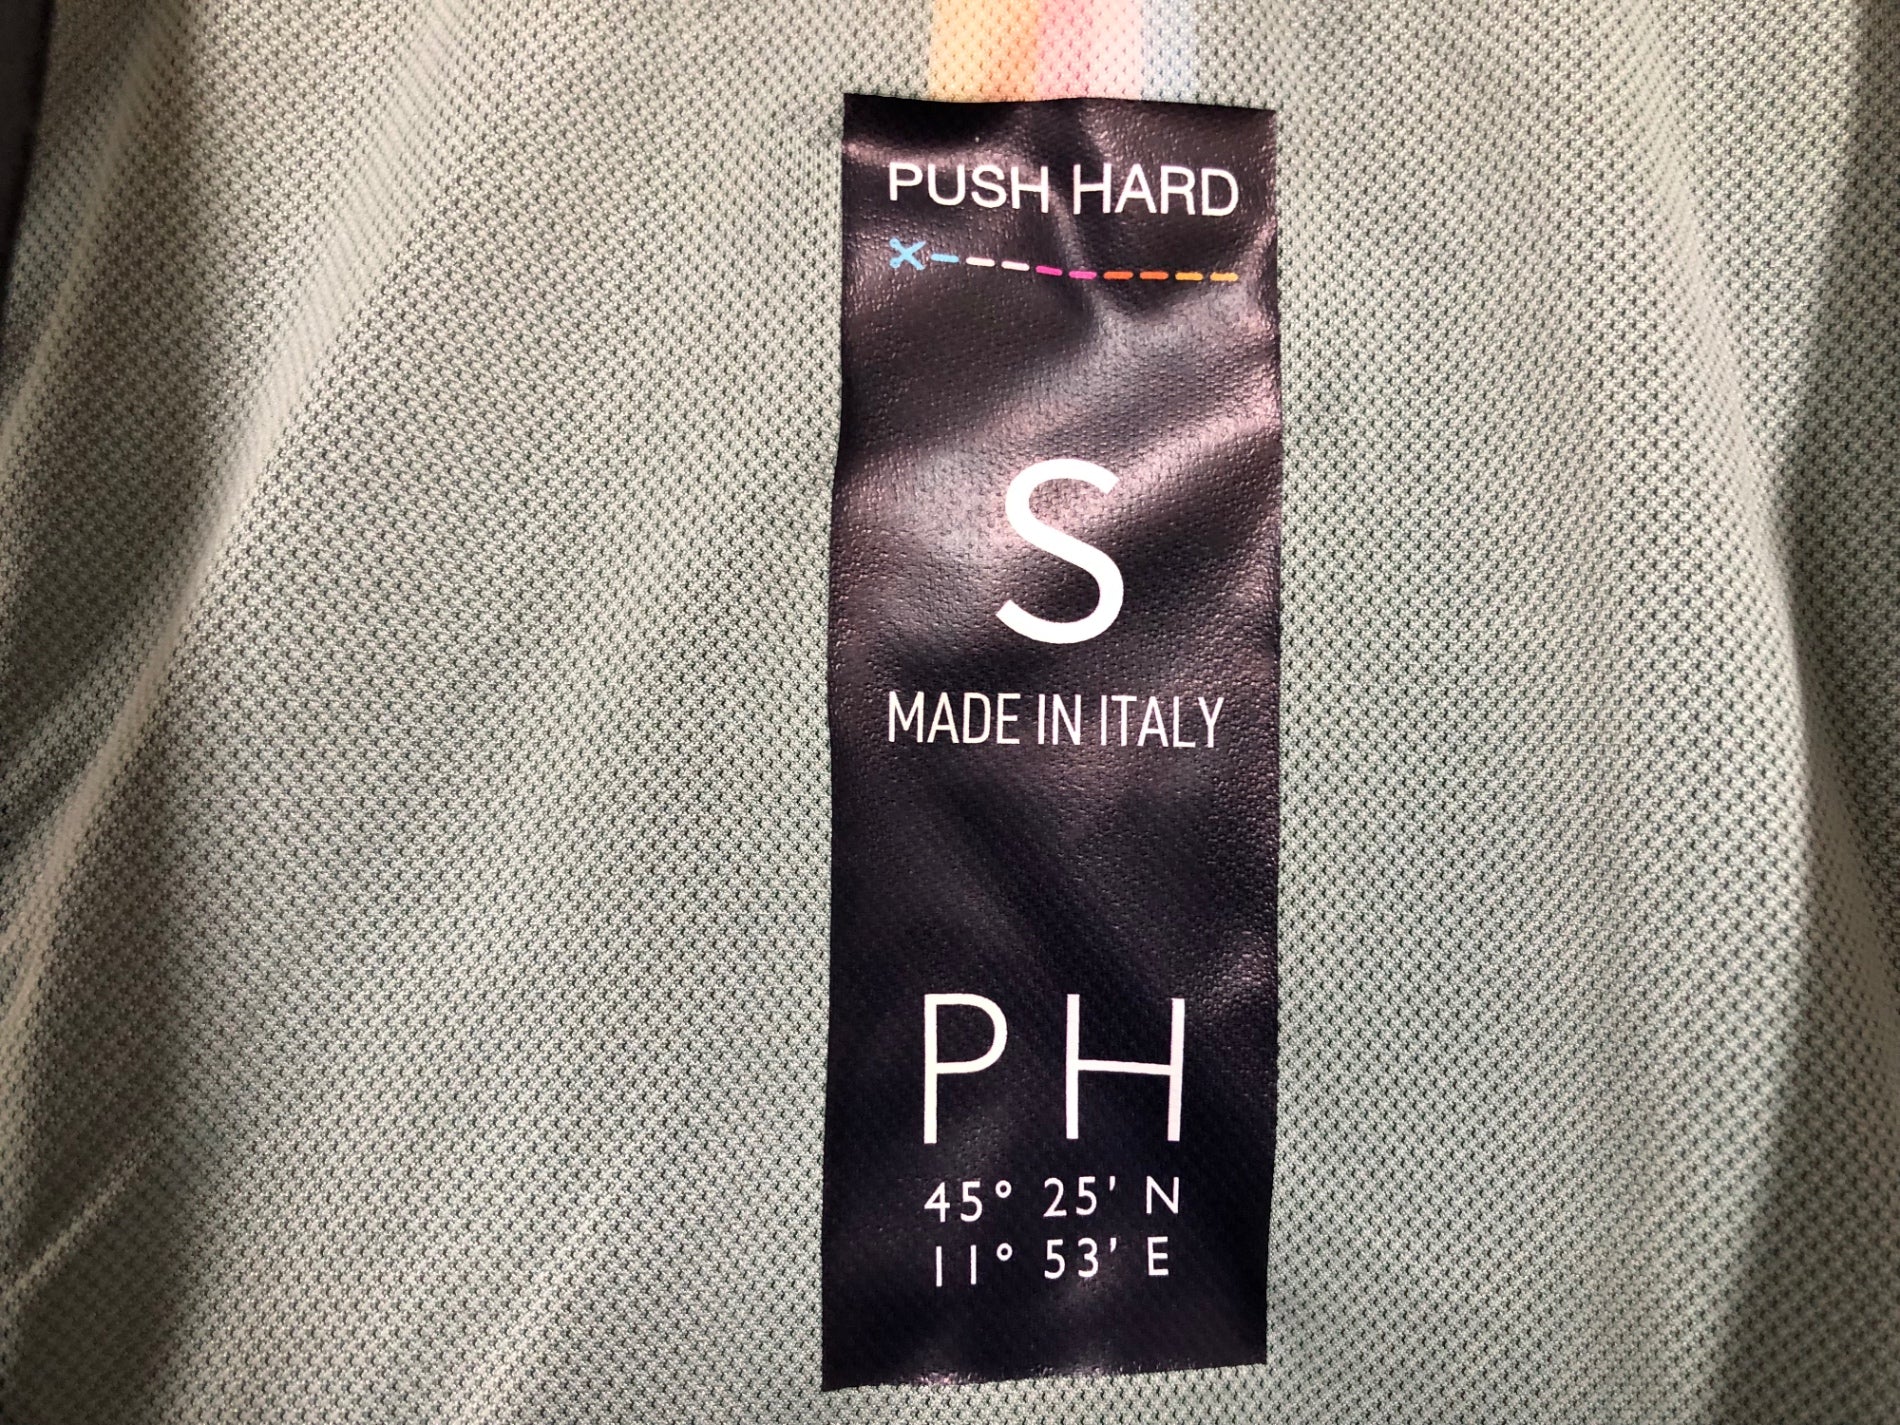 PUSH HARD
S
MADE IN ITALY
PH
45° 25' N
11° 53' E